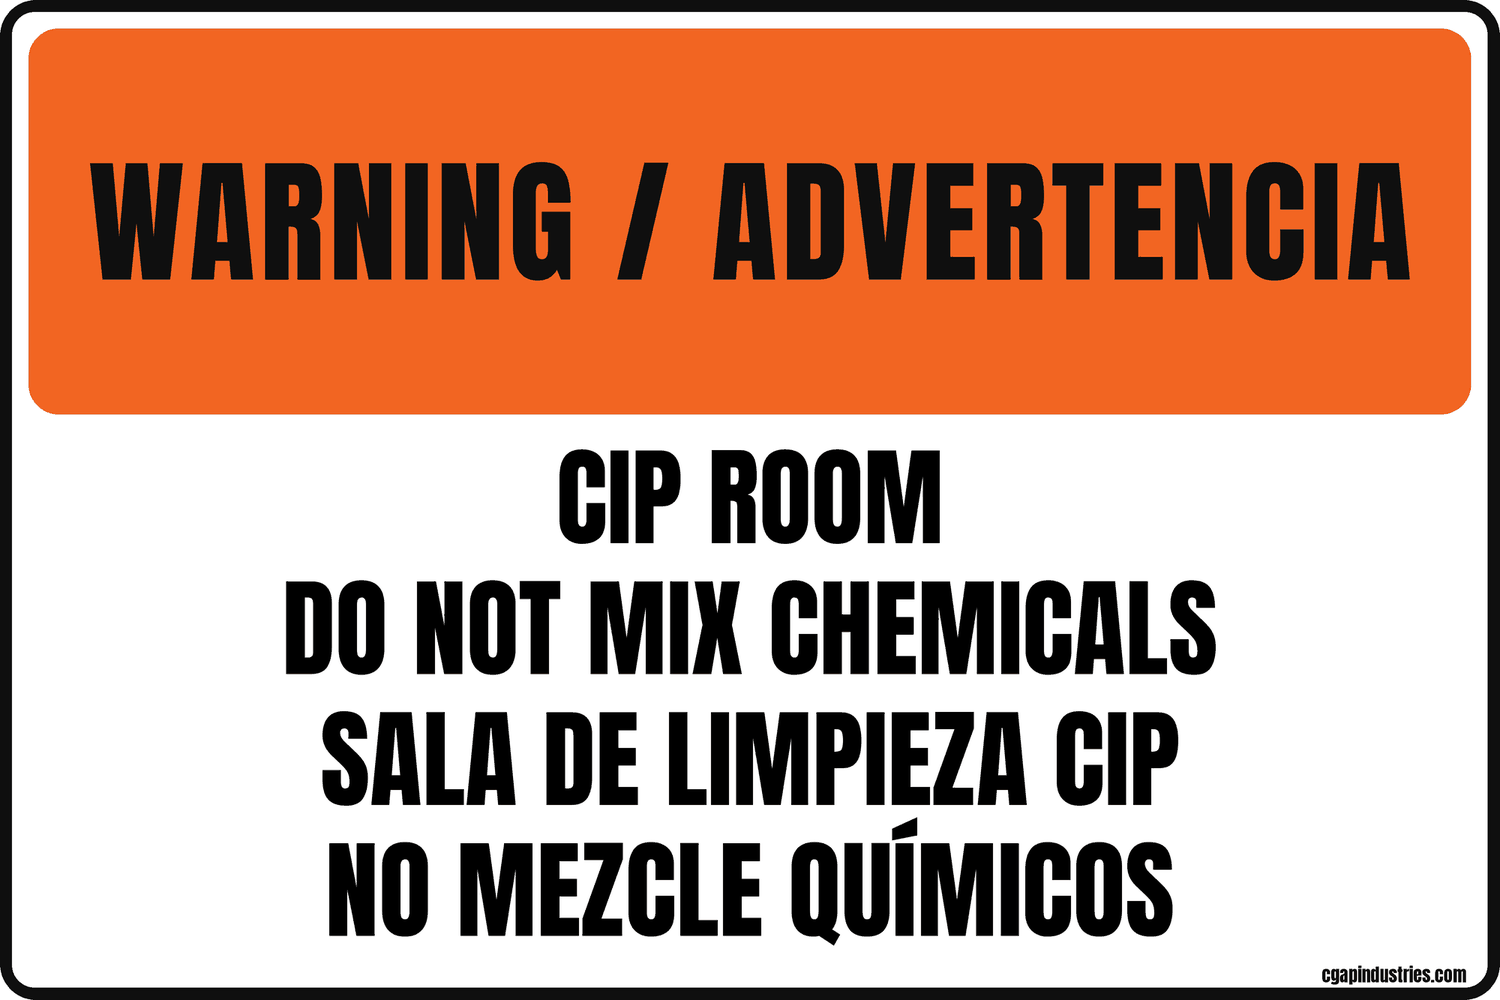 WARNING / ADVERTENCIA
CIP ROOM
DO NOT MIX CHEMICALS
SALA DE LIMPIEZA CIP
NO MEZCLE QUÍMICOS
cgapindustries.com